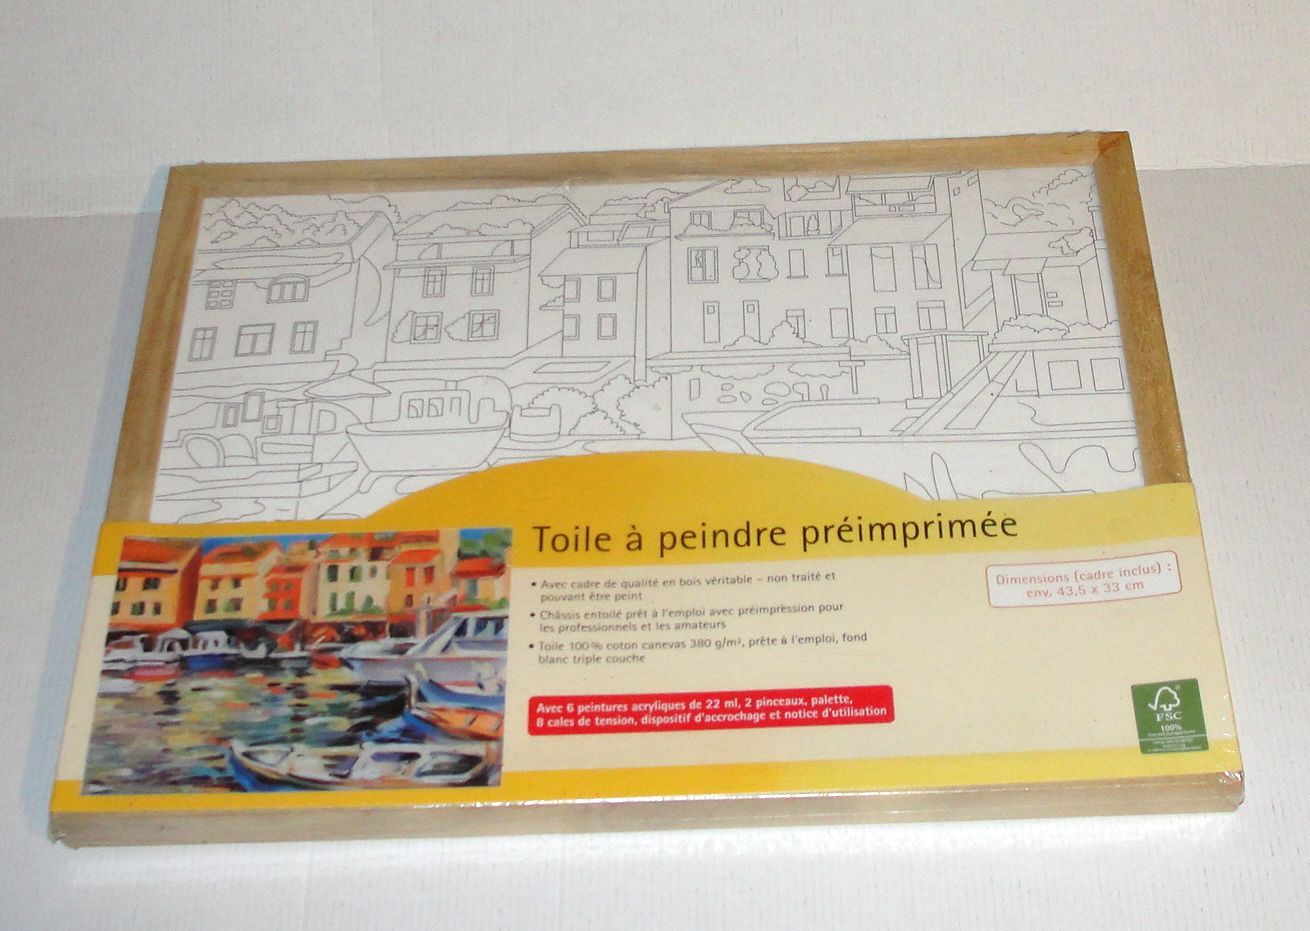 Toile à peindre préimprimée
• Avec cadre de qualité en bois véritable – non traité et
pouvant être peint
• Châssis entoilé prêt à l'emploi avec préimpression pour
les professionnels et les amateurs
• Toile 100% coton canevas 380 g/m², prête à l'emploi, fond
blanc triple couche
Avec 6 peintures acryliques de 22 ml, 2 pinceaux, palette,
8 cales de tension, dispositif d'accrochage et notice d'utilisation
Dimensions (cadre inclus) :
env. 43,5 x 33 cm
FSC
100%